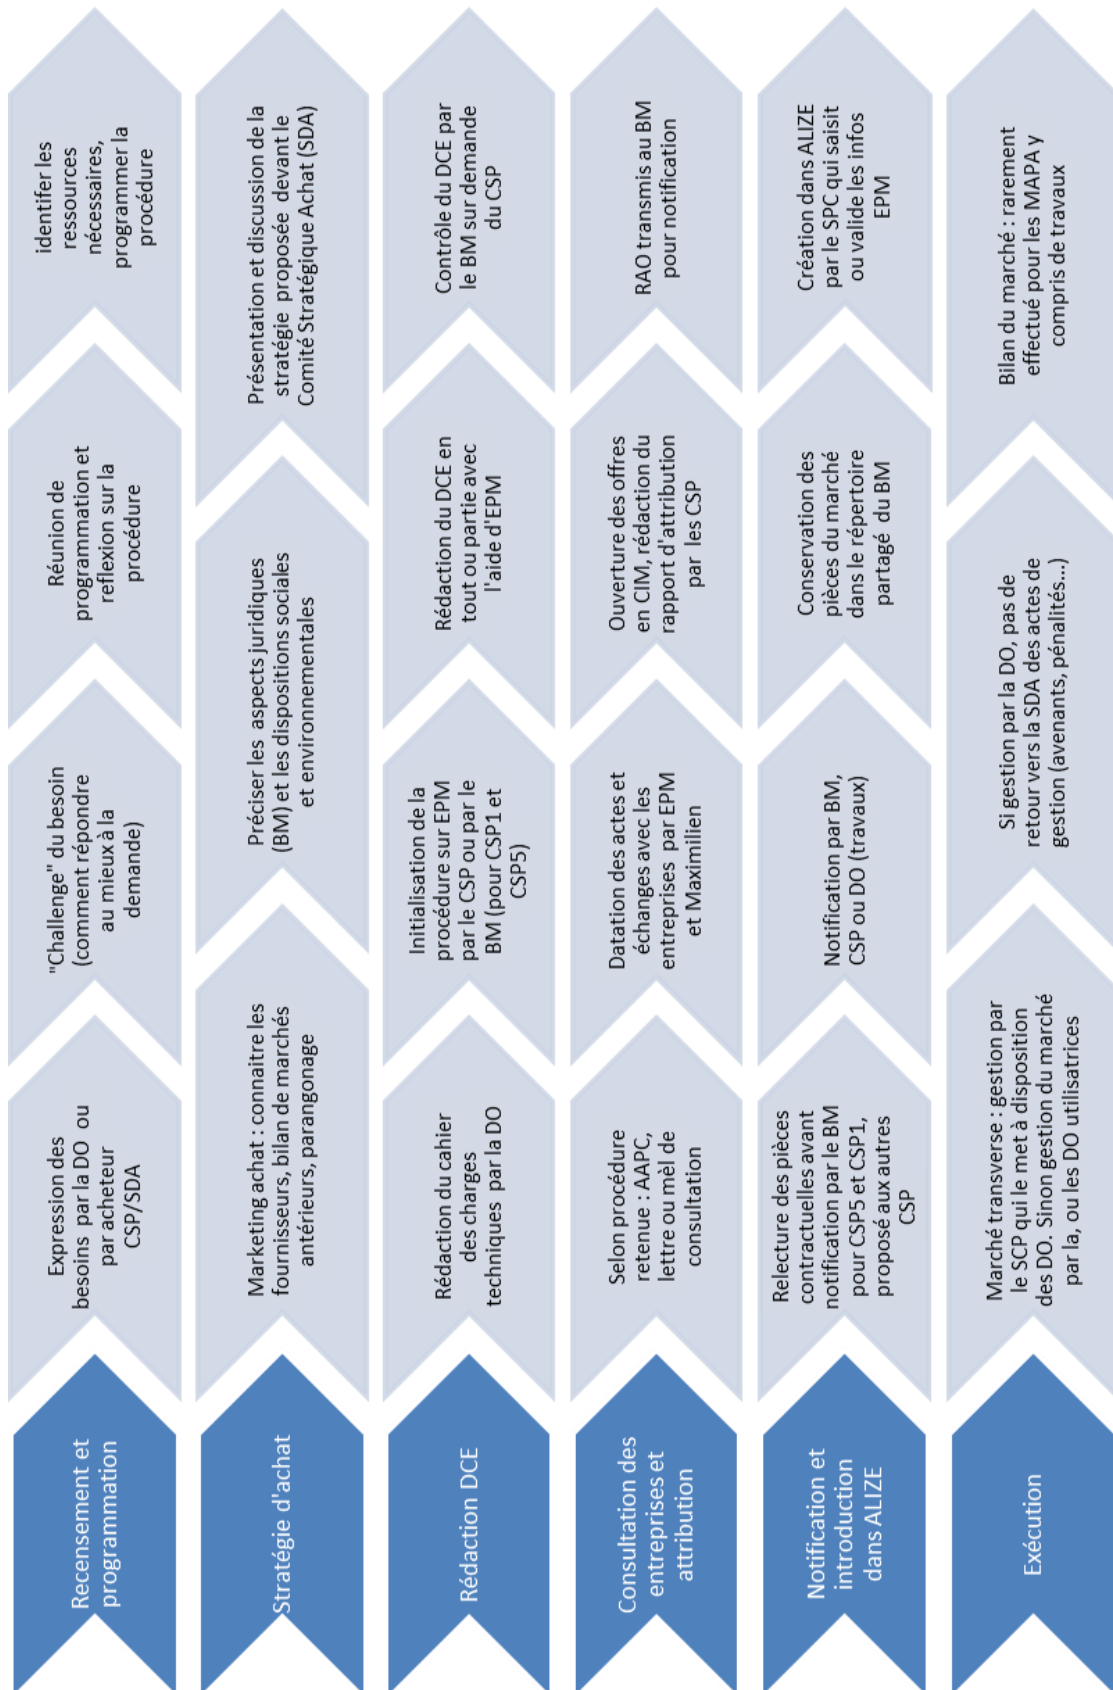 Recensement et
programmation
Expression des
besoins par la DO ou
par acheteur
CSP/SDA
"Challenge" du besoin
(comment répondre
au mieux à la
demande)
Réunion de
programmation et
reflexion sur la
procédure
identifer les
ressources
nécessaires,
programmer la
procédure
Stratégie d'achat
Marketing achat : connaitre les
fournisseurs, bilan de marchés
antérieurs, parangonage
Préciser les aspects juridiques
(BM) et les dispositions sociales
et environnementales
Présentation et discussion de la
stratégie proposée devant le
Comité Stratégique Achat (SDA)
Rédaction DCE
Rédaction du cahier
des charges
techniques par la DO
Initialisation de la
procédure sur EPM
par le CSP ou par le
BM (pour CSP1 et
CSP5)
Rédaction du DCE en
tout ou partie avec
l'aide d'EPM
Contrôle du DCE par
le BM sur demande
du CSP
Consultation des
entreprises et
attribution
Selon procédure
retenue : AAPC,
lettre ou mèl de
consultation
Datation des actes et
échanges avec les
entreprises par EPM
et Maximilien
Ouverture des offres
en CIM, rédaction du
rapport d'attribution
par les CSP
RAO transmis au BM
pour notification
Notification et
introduction
dans ALIZE
Relecture des pièces
contractuelles avant
notification par le BM
pour CSP5 et CSP1,
proposé aux autres
CSP
Notification par BM,
CSP ou DO (travaux)
Conservation des
pièces du marché
dans le répertoire
partagé du BM
Création dans ALIZE
par le SPC qui saisit
ou valide les infos
EPM
Exécution
Marché transverse : gestion par
le SCP qui le met à disposition
des DO. Sinon gestion du marché
par la, ou les DO utilisatrices
Si gestion par la DO, pas de
retour vers la SDA des actes de
gestion (avenants, pénalités...)
Bilan du marché : rarement
effectué pour les MAPA y
compris de travaux